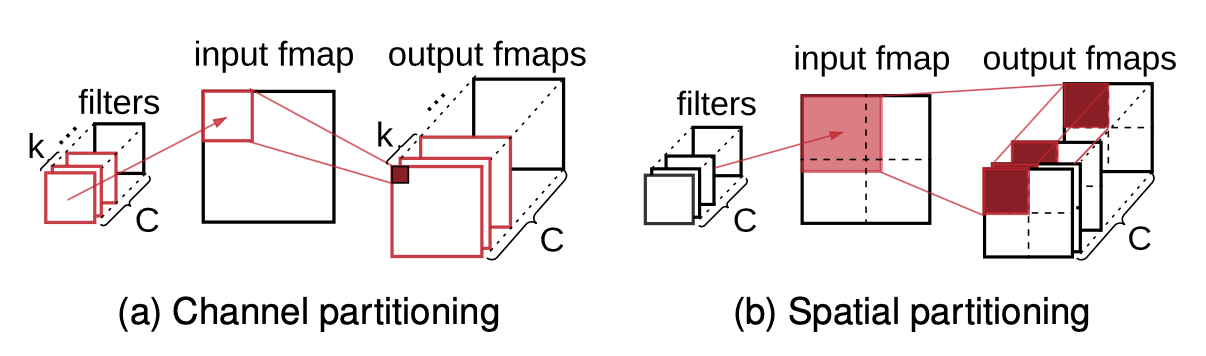 input fmap
output fmaps
filters
k
...
C
k
...
C
(a) Channel partitioning
input fmap
output fmaps
filters
C
C
(b) Spatial partitioning